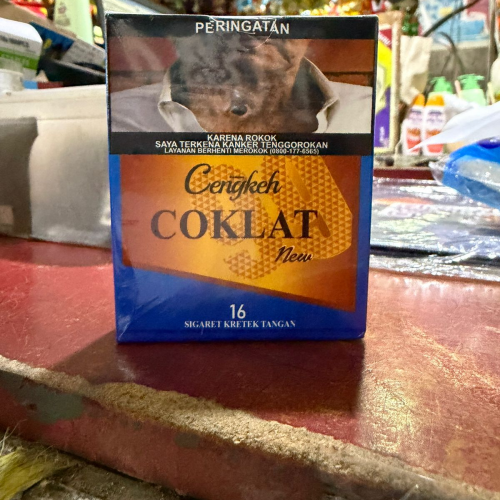 PERINGATAN
KARENA ROKOK
SAYA TERKENA KANKER TENGGOROKAN
LAYANAN BERHENTI MEROKOK (0800-177-6565)
Cengkeh
COKLAT
New
16
SIGARET KRETEK TANGAN